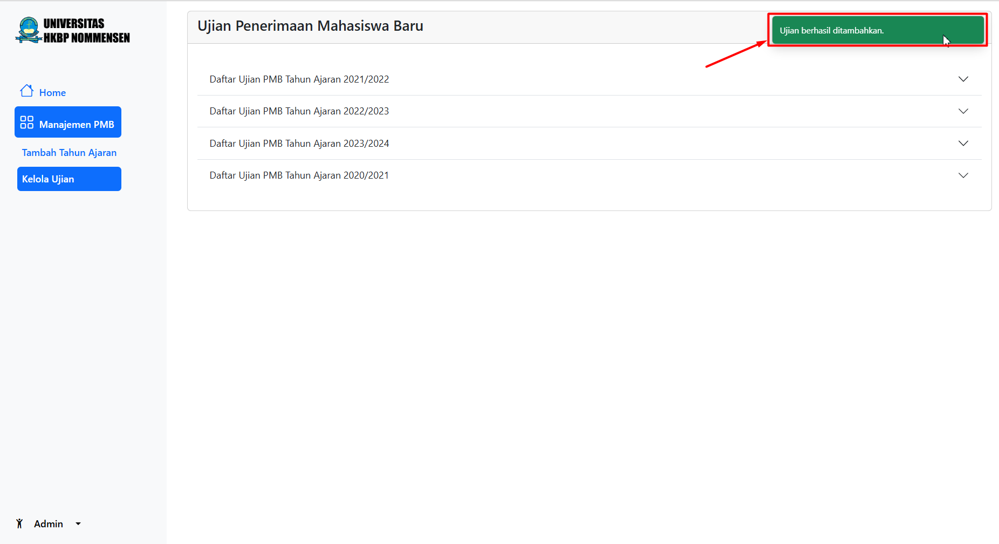 UNIVERSITAS
HKBP NOMMENSEN
Home
Manajemen PMB
Tambah Tahun Ajaran
Kelola Ujian
Admin
Ujian Penerimaan Mahasiswa Baru
Ujian berhasil ditambahkan.
Daftar Ujian PMB Tahun Ajaran 2021/2022
Daftar Ujian PMB Tahun Ajaran 2022/2023
Daftar Ujian PMB Tahun Ajaran 2023/2024
Daftar Ujian PMB Tahun Ajaran 2020/2021